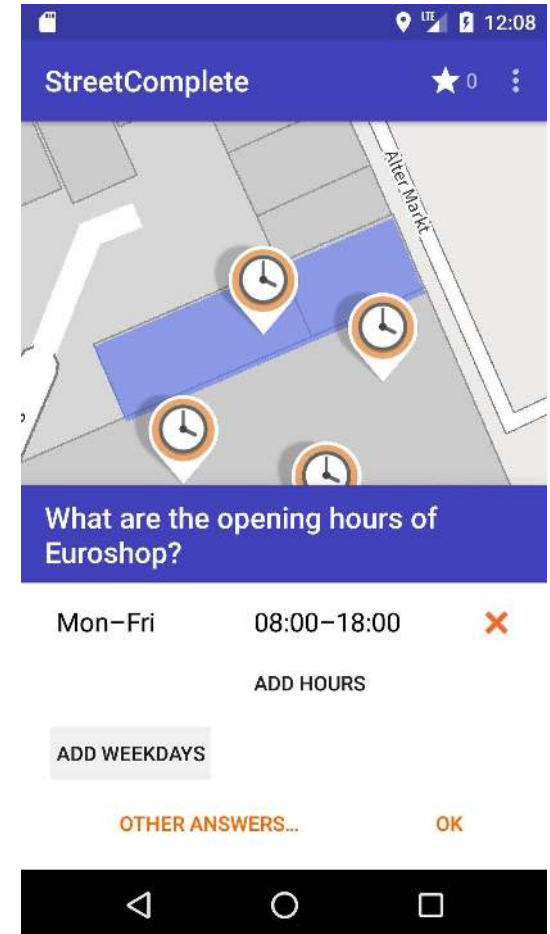 LTE 12:08
StreetComplete 0
Alter Markt
What are the opening hours of
Euroshop?
Mon–Fri 08:00–18:00
ADD HOURS
ADD WEEKDAYS
OTHER ANSWERS… OK